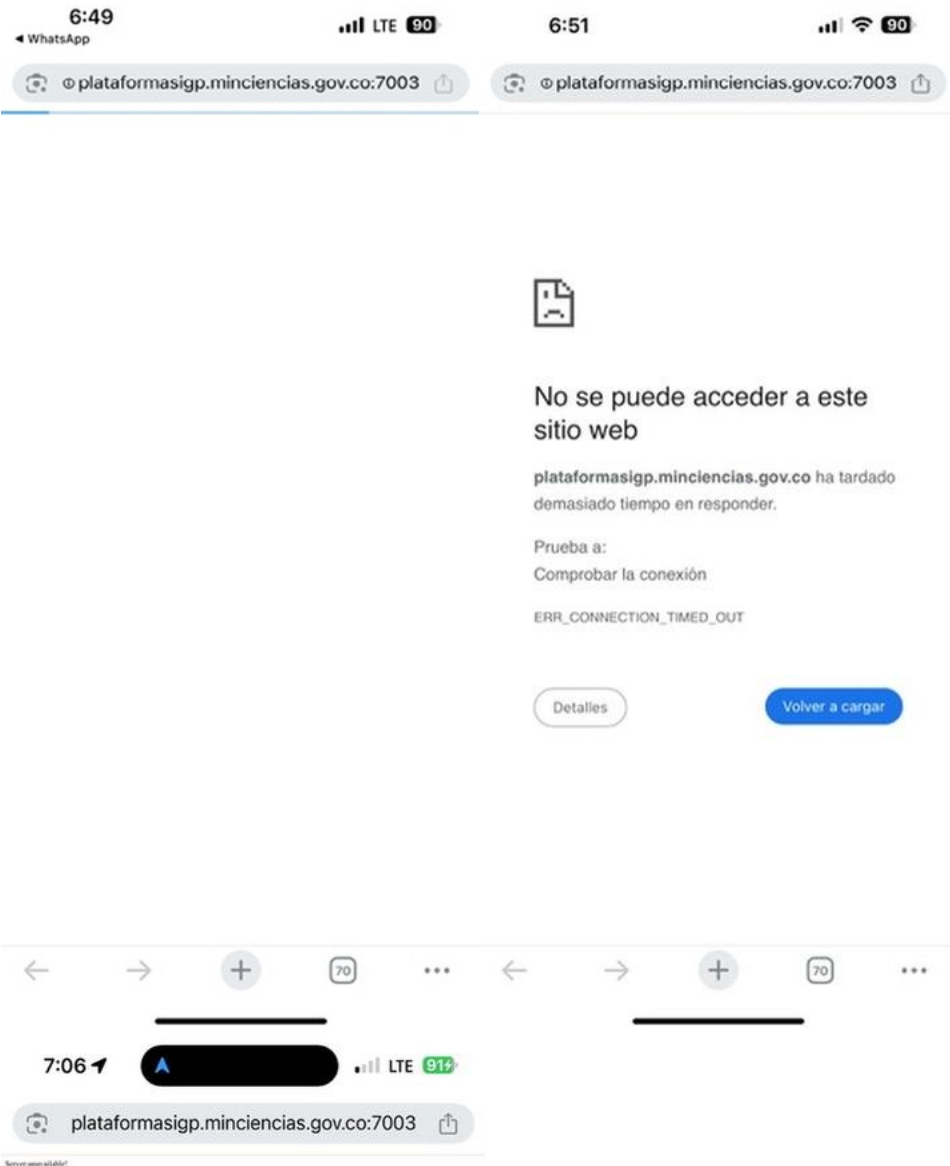 6:49
◀ WhatsApp
LTE 90
plataformasigp.minciencias.gov.co:7003
6:51
90
plataformasigp.minciencias.gov.co:7003
No se puede acceder a este
sitio web
plataformasigp.minciencias.gov.co ha tardado
demasiado tiempo en responder.
Prueba a:
Comprobar la conexión
ERR_CONNECTION_TIMED_OUT
Detalles
Volver a cargar
70
70
7:06
LTE 91
plataformasigp.minciencias.gov.co:7003
Server unavailable!